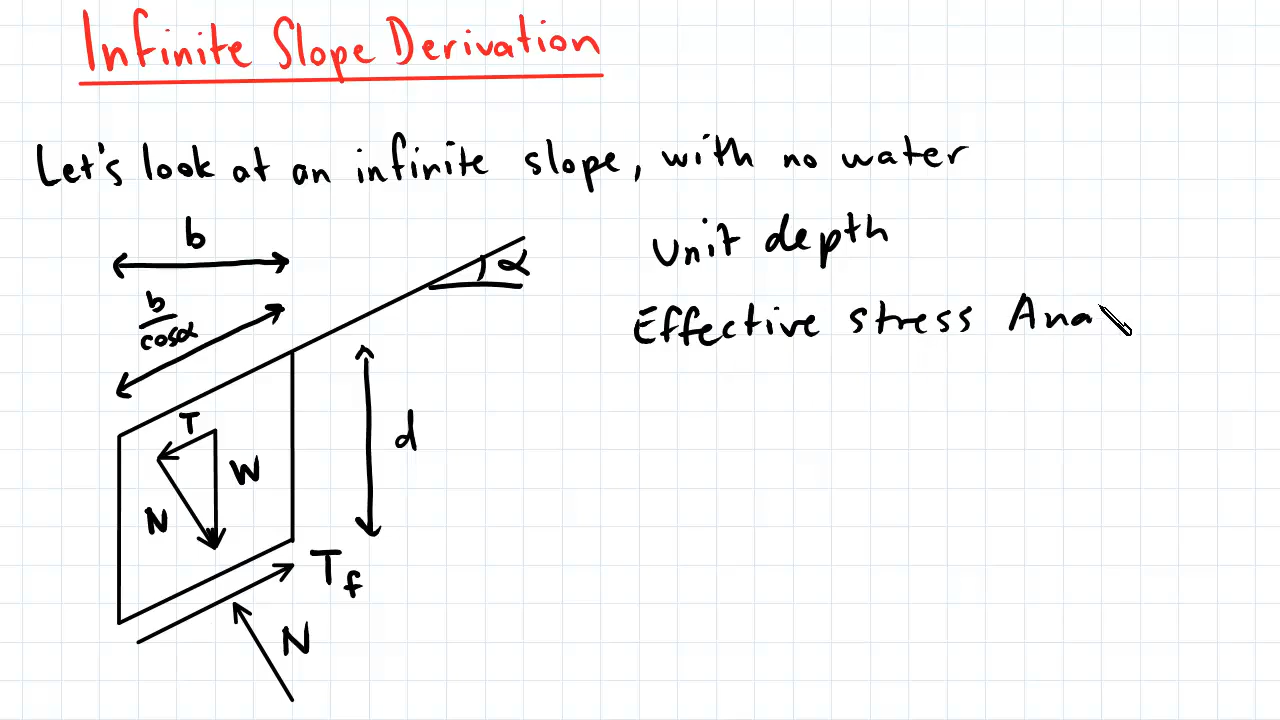 Infinite Slope Derivation
Let's look at an infinite slope, with no water
b
unit depth
α
b
cosα
Effective stress Ana
T
W
d
N
Tf
N